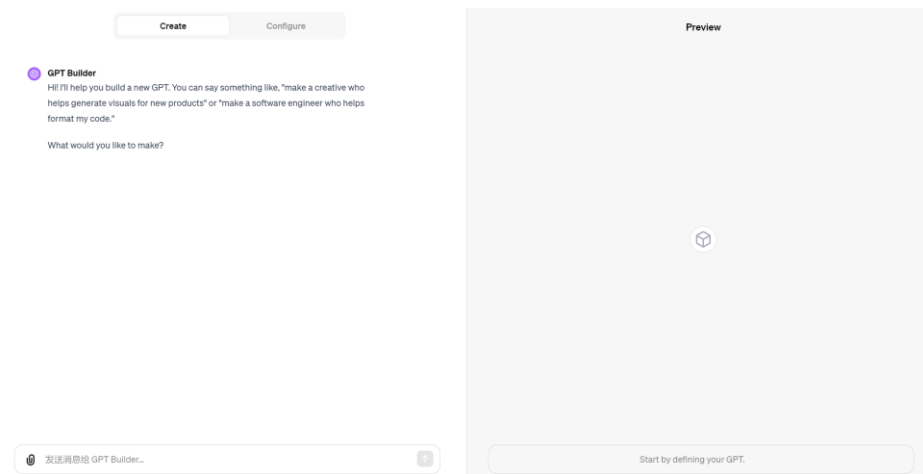 Create
Configure
Preview
GPT Builder
Hi! I'll help you build a new GPT. You can say something like, "make a creative who
helps generate visuals for new products" or "make a software engineer who helps
format my code."
What would you like to make?
发送消息给 GPT Builder...
Start by defining your GPT.